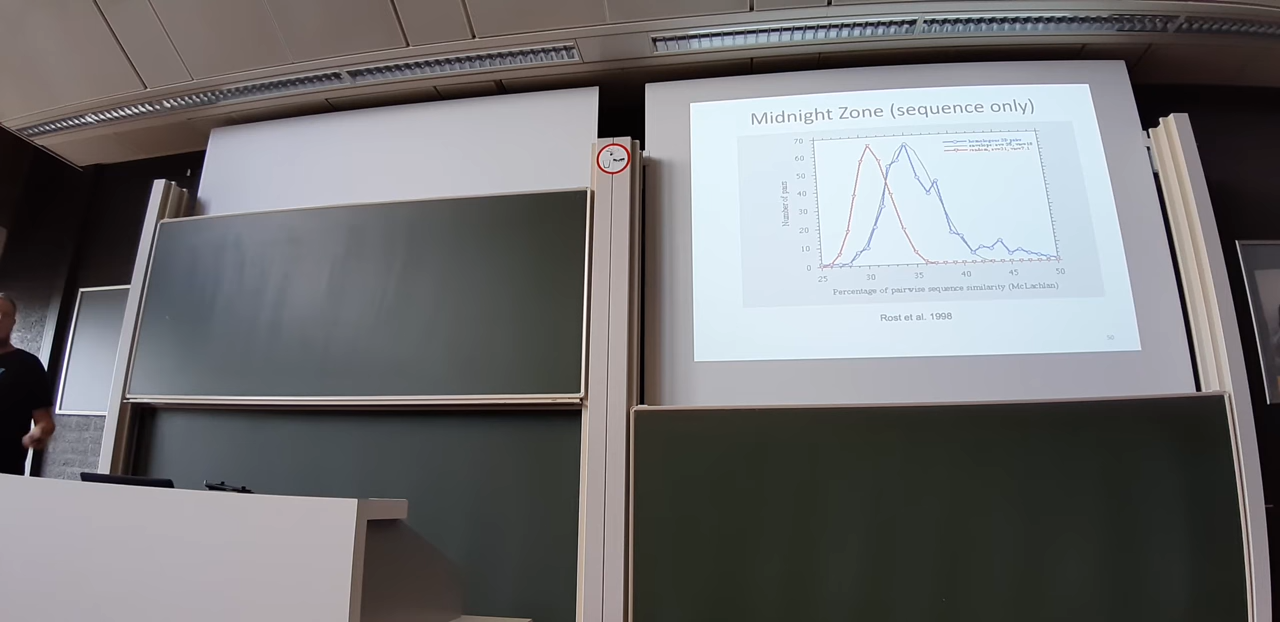 Midnight Zone (sequence only)
70
60
50
40
30
20
10
0
Number of pairs
25 30 35 40 45 50
Percentage of pairwise sequence similarity (McLachlan)
Rost et al. 1998